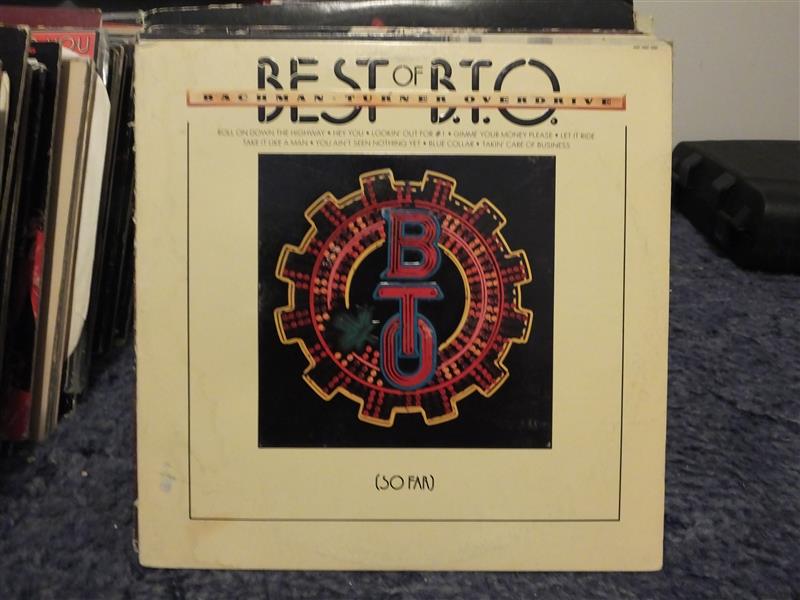 YOU
BEST OF B.T.O.
BACHMAN-TURNER OVERDRIVE
ROLL ON DOWN THE HIGHWAY • HEY YOU • LOOKIN' OUT FOR #1 • GIMME YOUR MONEY PLEASE • LET IT RIDE
TAKE IT LIKE A MAN • YOU AIN'T SEEN NOTHING YET • BLUE COLLAR • TAKIN' CARE OF BUSINESS
B
T
O
(SO FAR)